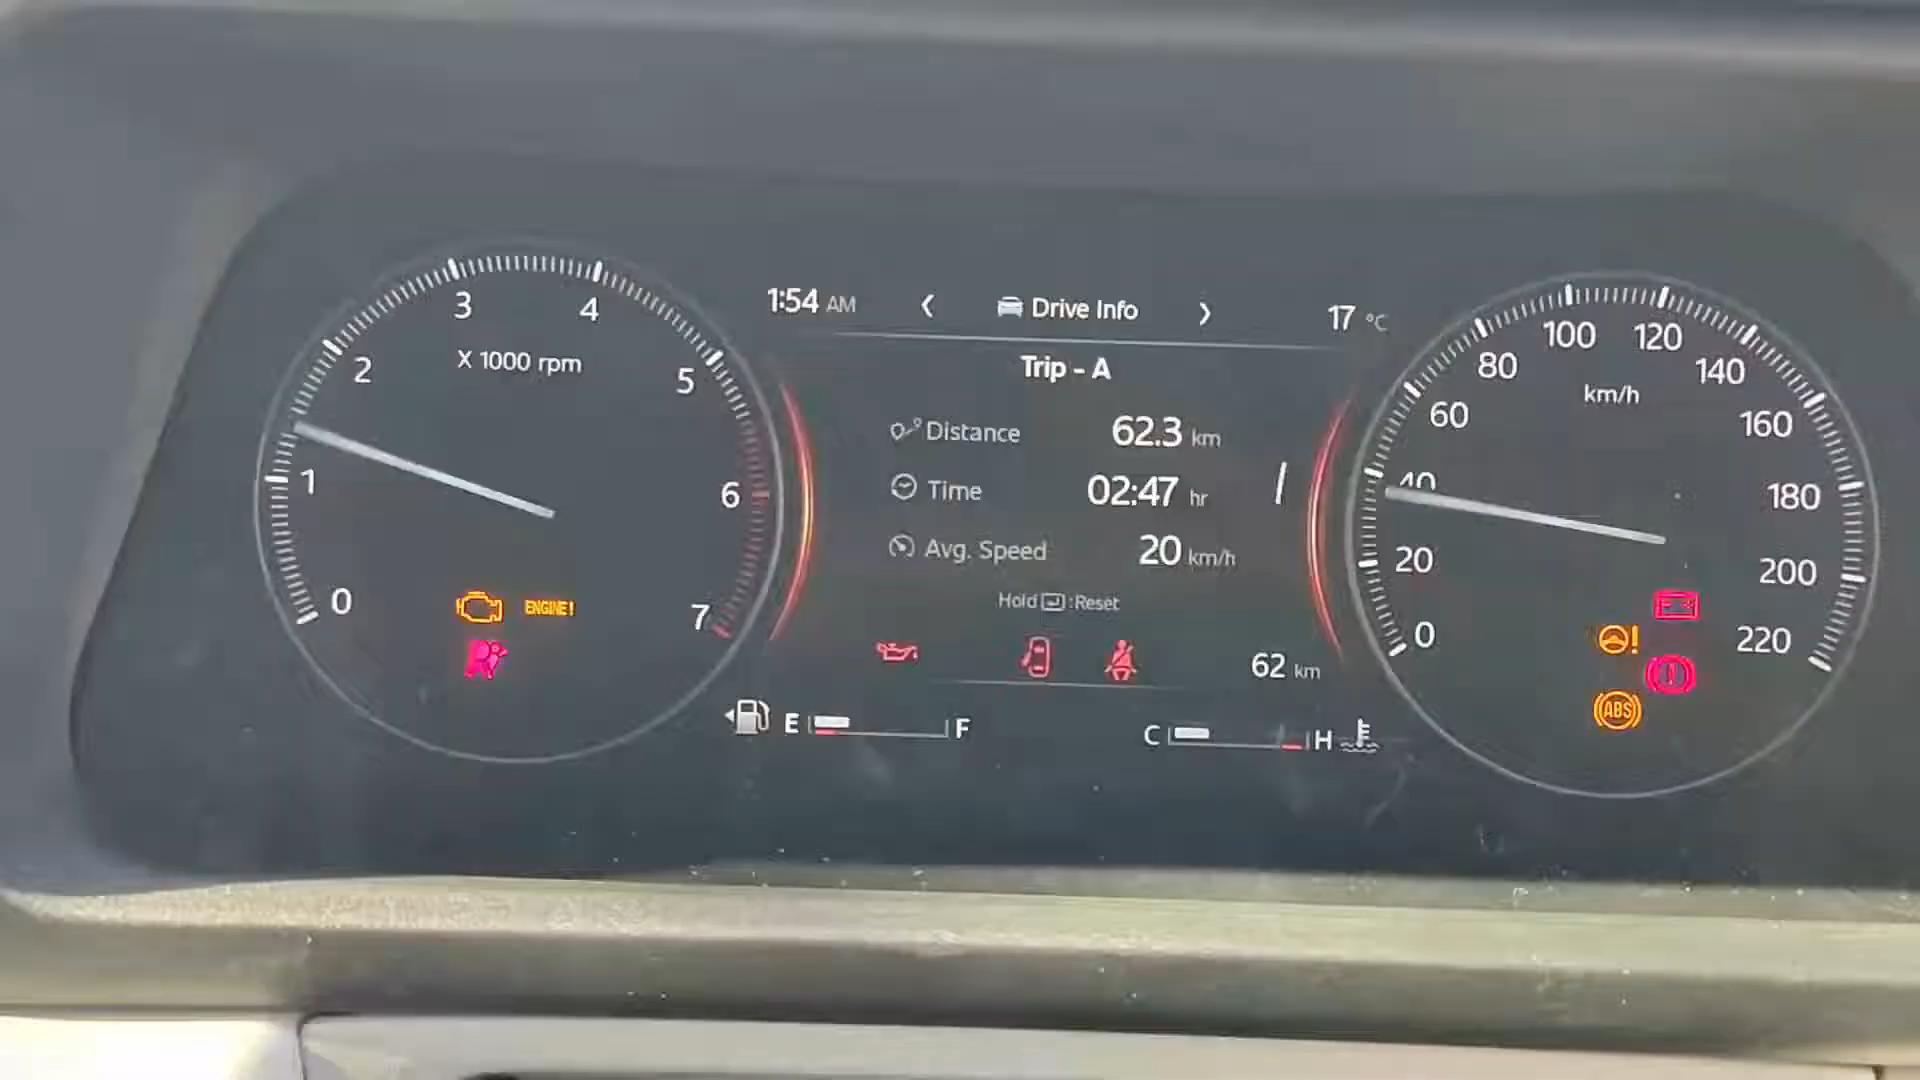 1:54 AM
Drive Info
17 °C
Trip - A
Distance 62.3 km
Time 02:47 hr
Avg. Speed 20 km/h
Hold :Reset
62 km
E F
C H
0
1
2
3
4
5
6
7
X 1000 rpm
ENGINE!
0
20
40
60
80
100
120
140
160
180
200
220
km/h
ABS